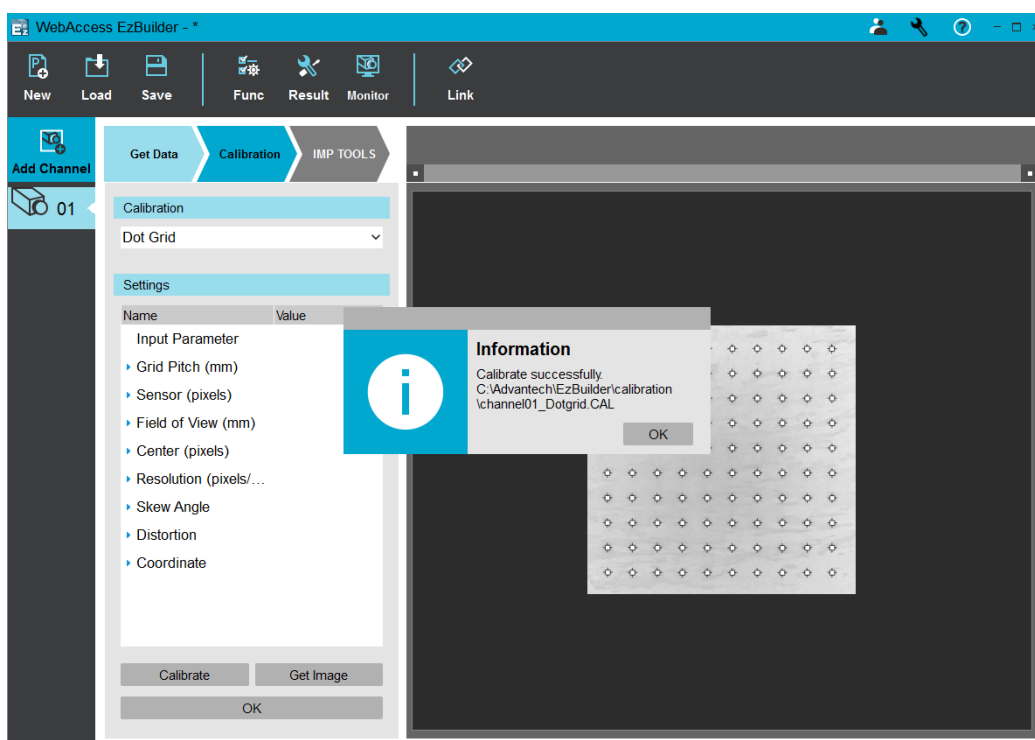 WebAccess EzBuilder - *
New Load Save Func Result Monitor Link
Add Channel
01
Get Data Calibration IMP TOOLS
Calibration
Dot Grid
Settings
Name Value
Input Parameter
Grid Pitch (mm)
Sensor (pixels)
Field of View (mm)
Center (pixels)
Resolution (pixels/...
Skew Angle
Distortion
Coordinate
Calibrate Get Image
OK
Information
Calibrate successfully.
C:\Advantech\EzBuilder\calibration
\channel01_Dotgrid.CAL
OK